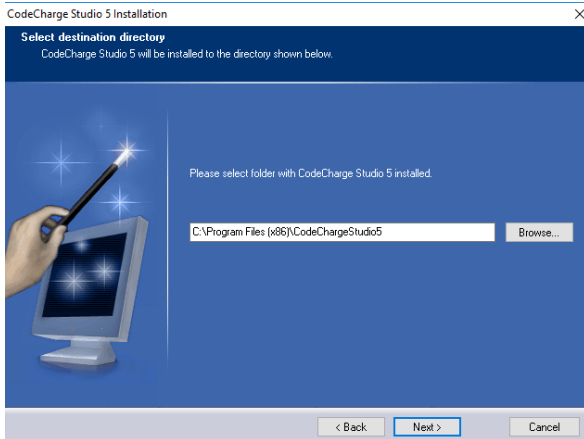 CodeCharge Studio 5 Installation
Select destination directory
CodeCharge Studio 5 will be installed to the directory shown below.
Please select folder with CodeCharge Studio 5 installed.
C:\Program Files (x86)\CodeChargeStudio5
Browse...
< Back
Next >
Cancel